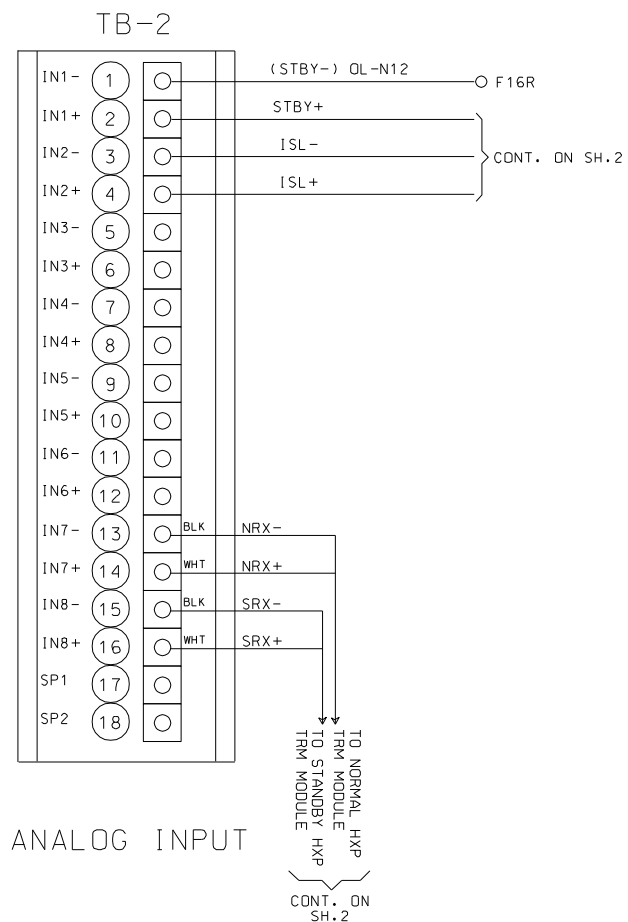 TB-2
IN1- 1 (STBY-) OL-N12 F16R
IN1+ 2 STBY+
IN2- 3 ISL- CONT. ON SH.2
IN2+ 4 ISL+
IN3- 5
IN3+ 6
IN4- 7
IN4+ 8
IN5- 9
IN5+ 10
IN6- 11
IN6+ 12
IN7- 13 BLK NRX-
IN7+ 14 WHT NRX+
IN8- 15 BLK SRX-
IN8+ 16 WHT SRX+
SP1 17
SP2 18
TO NORMAL HXP
TRM MODULE
TO STANDBY HXP
TRM MODULE
ANALOG INPUT
CONT. ON
SH.2